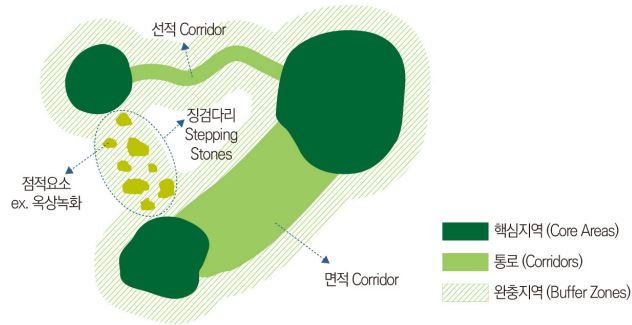 선적 Corridor
징검다리
Stepping
Stones
점적요소
ex. 옥상녹화
면적 Corridor
핵심지역 (Core Areas)
통로 (Corridors)
완충지역 (Buffer Zones)